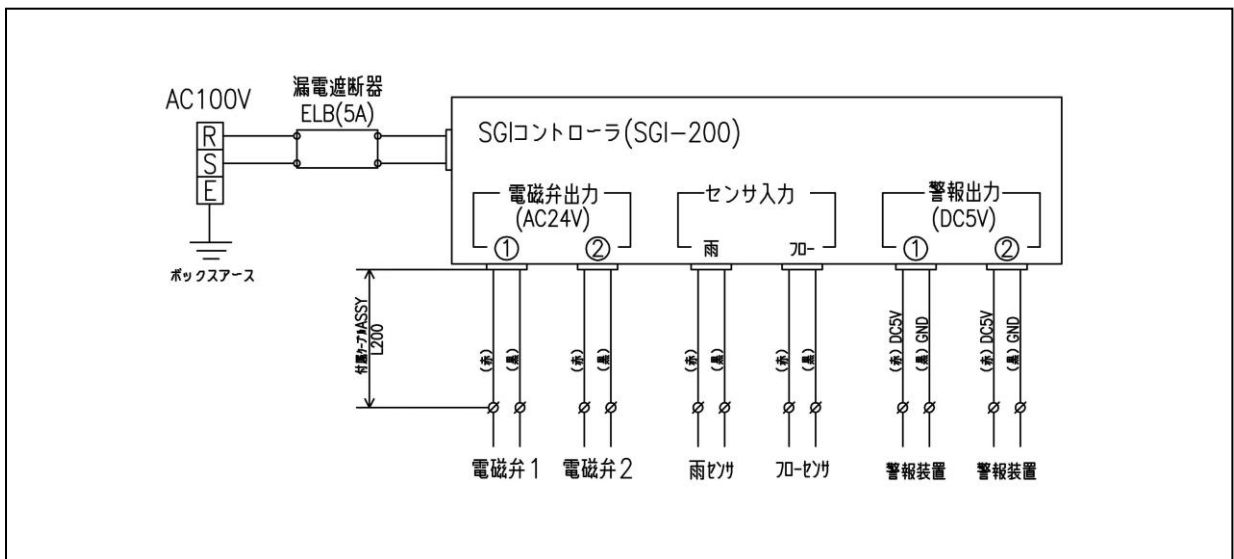 AC100V
漏電遮断器
ELB(5A)
R
S
E
ボックスアース
SGIコントローラ(SGI-200)
電磁弁出力
(AC24V)
① ②
センサ入力
雨 フロー
警報出力
(DC5V)
① ②
付属ケーブルASSY
L200
(赤)
(黒)
(赤)
(黒)
(赤)
(黒)
(赤)
(黒)
(赤) DC5V
(黒) GND
(赤) DC5V
(黒) GND
電磁弁1 電磁弁2 雨センサ フローセンサ 警報装置 警報装置